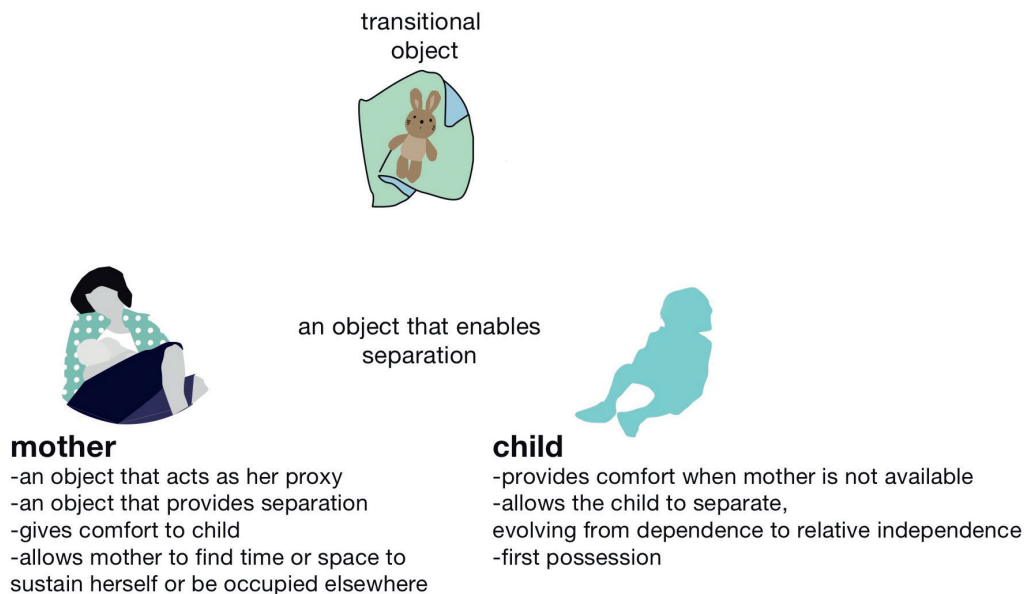 transitional
object
an object that enables
separation
mother
-an object that acts as her proxy
-an object that provides separation
-gives comfort to child
-allows mother to find time or space to
sustain herself or be occupied elsewhere
child
-provides comfort when mother is not available
-allows the child to separate,
evolving from dependence to relative independence
-first possession